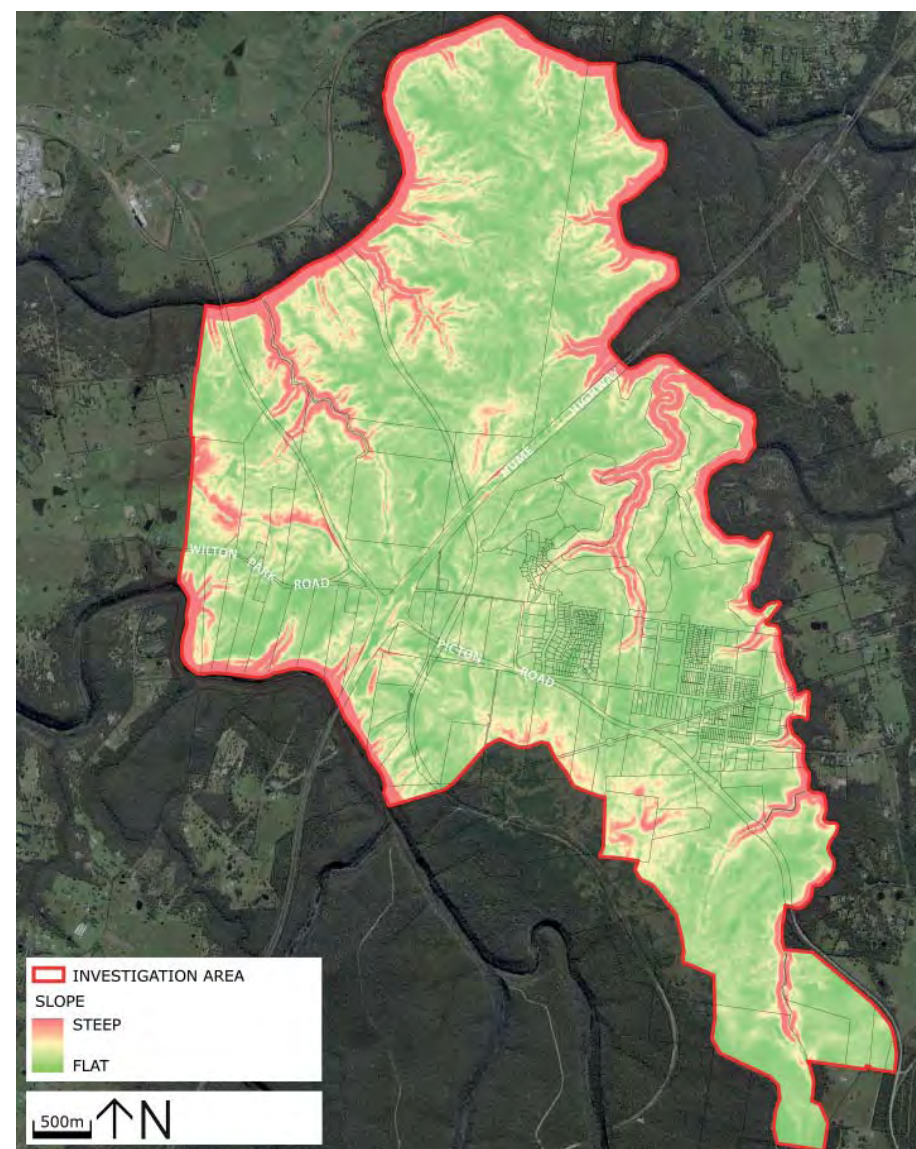 HUME HIGHWAY
WILTON PARK ROAD
PICTON ROAD
INVESTIGATION AREA
SLOPE
STEEP
FLAT
500m N